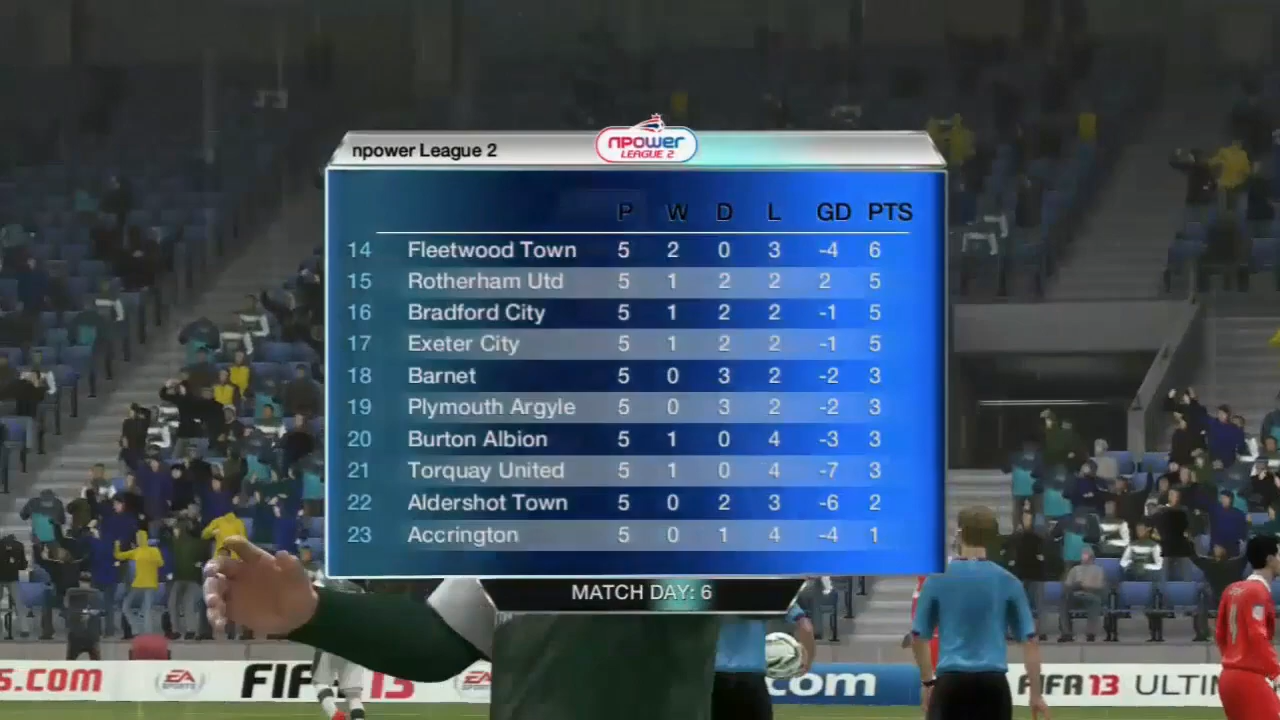 npower League 2
npower
LEAGUE 2
P W D L GD PTS
14 Fleetwood Town 5 2 0 3 -4 6
15 Rotherham Utd 5 1 2 2 2 5
16 Bradford City 5 1 2 2 -1 5
17 Exeter City 5 1 2 2 -1 5
18 Barnet 5 0 3 2 -2 3
19 Plymouth Argyle 5 0 3 2 -2 3
20 Burton Albion 5 1 0 4 -3 3
21 Torquay United 5 1 0 4 -7 3
22 Aldershot Town 5 0 2 3 -6 2
23 Accrington 5 0 1 4 -4 1
MATCH DAY: 6
s.com EA SPORTS FIF 13 EA SPORTS .com FIFA 13 ULTIM